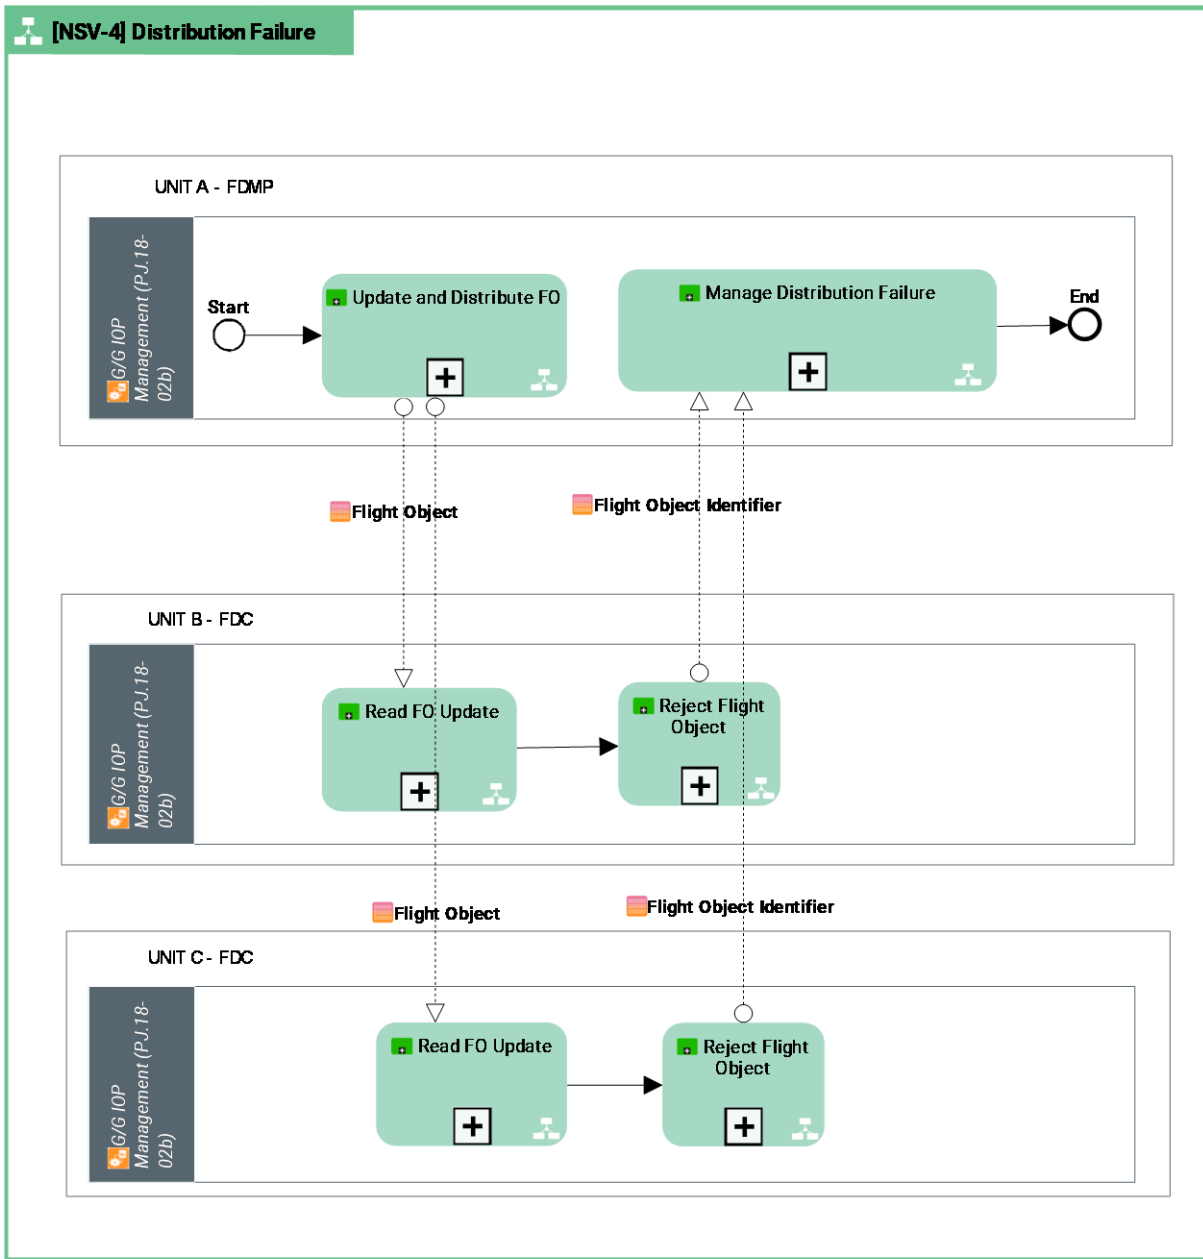 [NSV-4] Distribution Failure
UNIT A - FDMP
G/G IOP
Management (PJ.18-
02b)
Start
Update and Distribute FO
Manage Distribution Failure
End
Flight Object
Flight Object Identifier
UNIT B - FDC
G/G IOP
Management (PJ.18-
02b)
Read FO Update
Reject Flight
Object
Flight Object
Flight Object Identifier
UNIT C - FDC
G/G IOP
Management (PJ.18-
02b)
Read FO Update
Reject Flight
Object